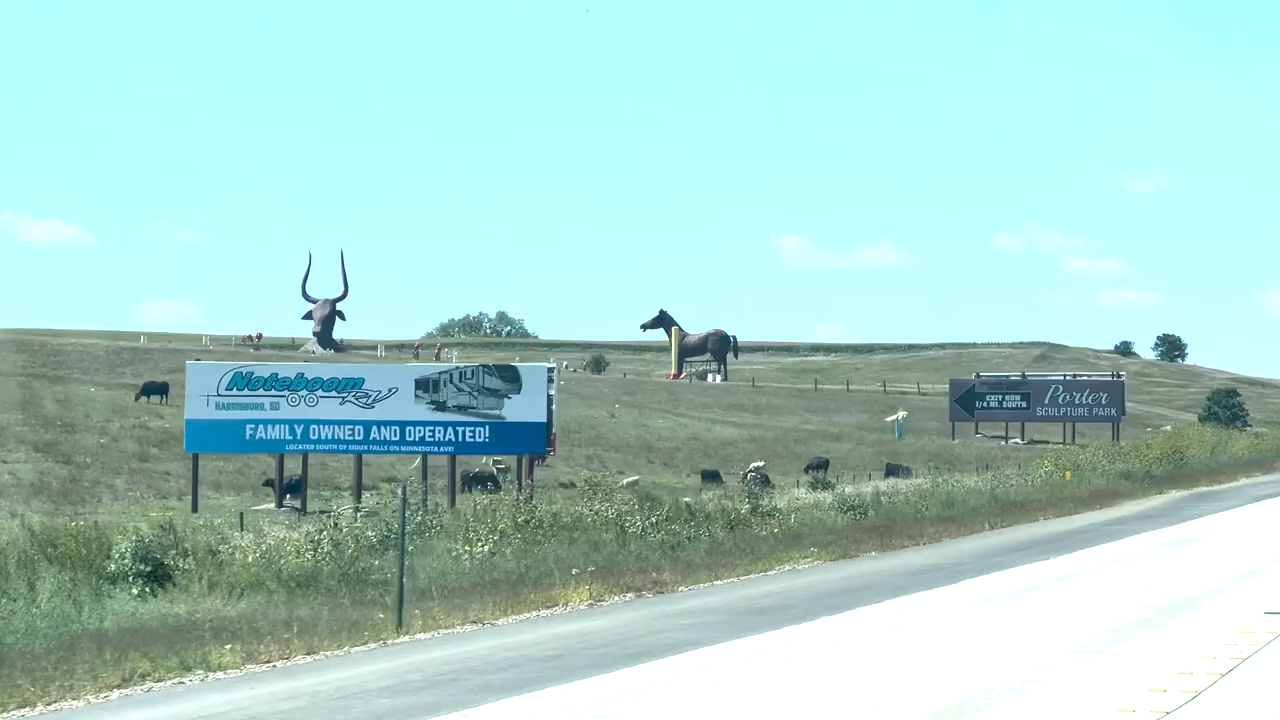 Noteboom
RV
HARRISBURG, SD
FAMILY OWNED AND OPERATED!
LOCATED SOUTH OF SIOUX FALLS ON MINNESOTA AVE!
EXIT NOW
1/4 MI. SOUTH
Porter
SCULPTURE PARK